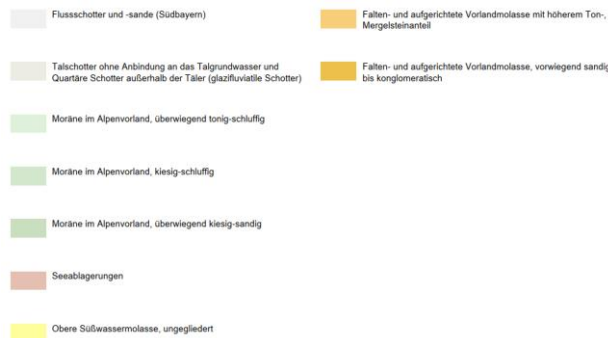 Flussschotter und -sande (Südbayern)
Talschotter ohne Anbindung an das Talgrundwasser und
Quartäre Schotter außerhalb der Täler (glazifluviatile Schotter)
Moräne im Alpenvorland, überwiegend tonig-schluffig
Moräne im Alpenvorland, kiesig-schluffig
Moräne im Alpenvorland, überwiegend kiesig-sandig
Seeablagerungen
Obere Süßwassermolasse, ungegliedert
Falten- und aufgerichtete Vorlandmolasse mit höherem Ton-,
Mergelsteinanteil
Falten- und aufgerichtete Vorlandmolasse, vorwiegend sandig
bis konglomeratisch